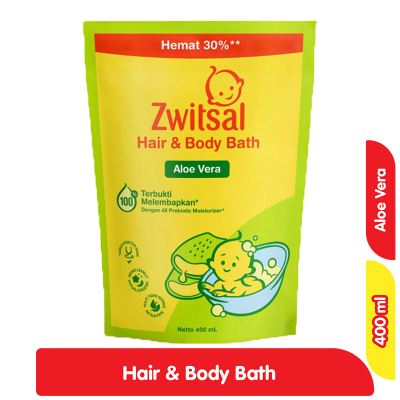 Hemat 30%**
Zwitsal
Hair & Body Bath
Aloe Vera
100%
Terbukti
Melembapkan*
Dengan 4X Prebiotic Moisturizer*
Netto 400 mL
Aloe Vera
400 ml
Hair & Body Bath